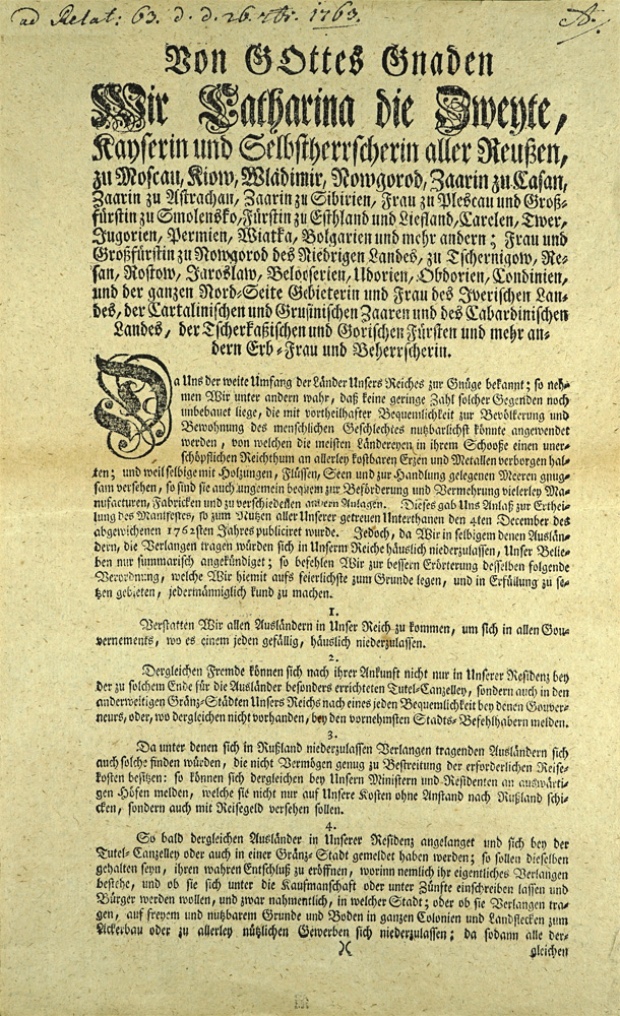 ad Relat: 63. d. d. 26. 7br. 1763.
A.
Von GOttes Gnaden
Wir Catharina die Zweyte,
Kayserin und Selbstherrscherin aller Reußen,
zu Moscau, Kiow, Wladimir, Nowgorod, Zaarin zu Casan,
Zaarin zu Astrachan, Zaarin zu Sibirien, Frau zu Plescau und Groß-
fürstin zu Smolensko, Fürstin zu Esthland und Liefland, Carelen, Twer,
Jugorien, Permien, Wiatka, Bolgarien und mehr andern; Frau und
Großfürstin zu Nowgorod des Niedrigen Landes, zu Tschernigow, Re-
san, Rostow, Jaroslaw, Belooserien, Udorien, Obdorien, Condinien,
und der ganzen Nord-Seite Gebieterin und Frau des Iwerischen Lan-
des, der Cartalinischen und Grusinischen Zaaren und des Cabardinischen
Landes, der Tscherkaßischen und Gorischen Fürsten und mehr an-
dern Erb-Frau und Beherrscherin.
Da Uns der weite Umfang der Länder Unsers Reiches zur Gnüge bekannt; so neh-
men Wir unter andern wahr, daß keine geringe Zahl solcher Gegenden noch
unbebauet liege, die mit vortheilhafter Bequemlichkeit zur Bevölkerung und
Bewohnung des menschlichen Geschlechtes nutzbarlichst könnte angewendet
werden, von welchen die meisten Ländereyen in ihrem Schooße einen uner-
schöpflichen Reichthum an allerley kostbaren Erzen und Metallen verborgen hal-
ten; und weil selbige mit Holzungen, Flüssen, Seen und zur Handlung gelegenen Meeren gnug-
sam versehen, so sind sie auch ungemein bequem zur Beförderung und Vermehrung vielerley Ma-
nufacturen, Fabricken und zu verschiedenen andern Anlagen. Dieses gab Uns Anlaß zur Erthei-
lung des Manifestes, so zum Nutzen aller Unserer getreuen Unterthanen den 4ten December des
abgewichenen 1762sten Jahres publiciret wurde. Jedoch, da Wir in selbigem denen Auslän-
dern, die Verlangen tragen würden sich in Unserm Reiche häuslich niederzulassen, Unser Belie-
ben nur summarisch angekündiget; so befehlen Wir zur bessern Erörterung desselben folgende
Verordnung, welche Wir hiemit aufs feierlichste zum Grunde legen, und in Erfüllung zu se-
tzen gebieten, jedermänniglich kund zu machen.
1.
Verstatten Wir allen Ausländern in Unser Reich zu kommen, um sich in allen Gou-
vernements, wo es einem jeden gefällig, häuslich niederzulassen.
2.
Dergleichen Fremde können sich nach ihrer Ankunft nicht nur in Unserer Residenz bey
der zu solchem Ende für die Ausländer besonders errichteten Tutel-Canzelley, sondern auch in den
anderweitigen Gränz-Städten Unsers Reichs nach eines jeden Bequemlichkeit bey denen Gouver-
neurs, oder, wo dergleichen nicht vorhanden, bey den vornehmsten Stadts-Befehlhabern melden.
3.
Da unter denen sich in Rußland niederzulassen Verlangen tragenden Ausländern sich
auch solche finden würden, die nicht Vermögen genug zu Bestreitung der erforderlichen Reise-
kosten besitzen: so können sich dergleichen bey Unsern Ministern und Residenten an auswärti-
gen Höfen melden, welche sie nicht nur auf Unsere Kosten ohne Anstand nach Rußland schi-
cken, sondern auch mit Reisegeld versehen sollen.
4.
So bald dergleichen Ausländer in Unserer Residenz angelanget und sich bey der
Tutel-Canzelley oder auch in einer Gränz-Stadt gemeldet haben werden; so sollen dieselben
gehalten seyn, ihren wahren Entschluß zu eröffnen, worinn nemlich ihr eigentliches Verlangen
bestehe, und ob sie sich unter die Kaufmanschaft oder unter Zünfte einschreiben lassen und
Bürger werden wollen, und zwar nahmentlich, in welcher Stadt; oder ob sie Verlangen tra-
gen, auf freyem und nutzbarem Grunde und Boden in ganzen Colonien und Landflecken zum
Ackerbau oder zu allerley nützlichen Gewerben sich niederzulassen; da sodann alle der-
gleichen